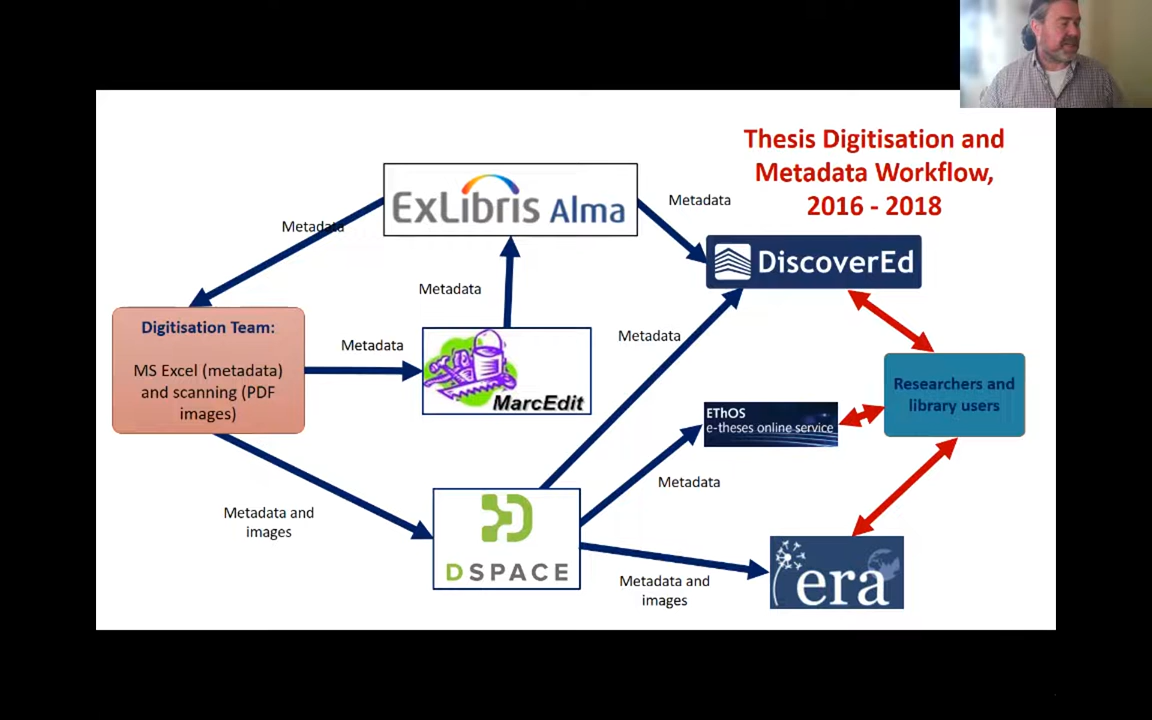 Thesis Digitisation and
Metadata Workflow,
2016 - 2018
ExLibris Alma
Metadata
Metadata
DiscoverEd
Metadata
Digitisation Team:
MS Excel (metadata)
and scanning (PDF
images)
Metadata
MarcEdit
Metadata
Researchers and
library users
EThOS
e-theses online service
Metadata
Metadata and
images
DSPACE
Metadata and
images
era